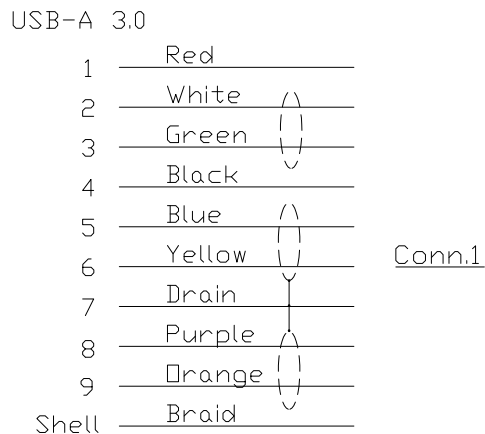 USB-A 3.0
1 Red
2 White
3 Green
4 Black
5 Blue
6 Yellow
Conn.1
7 Drain
8 Purple
9 Orange
Shell Braid